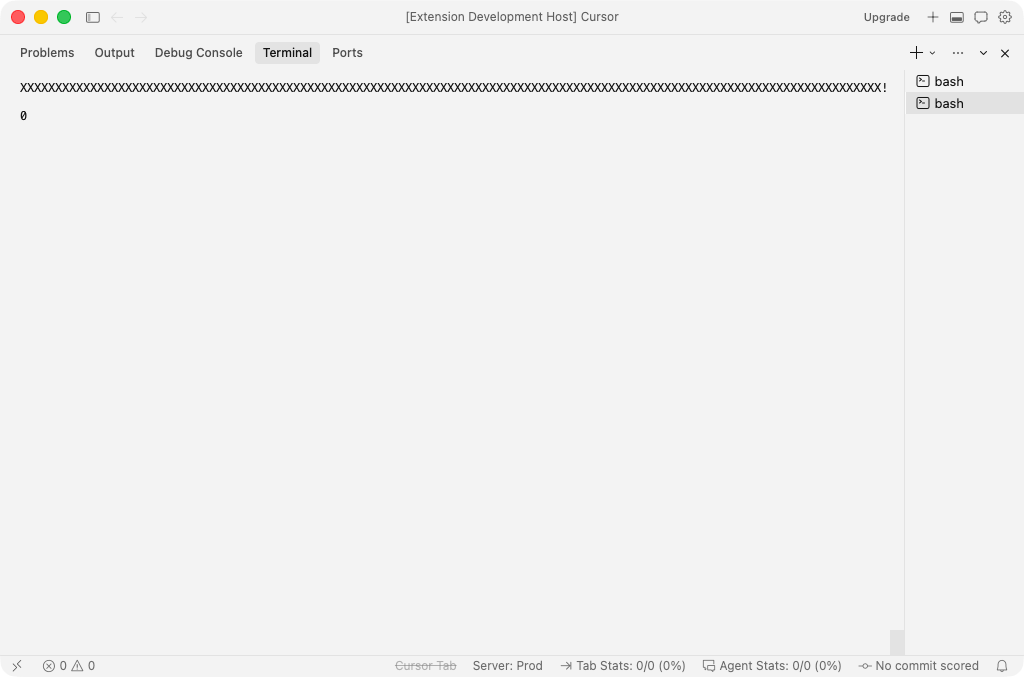 [Extension Development Host] Cursor
Upgrade
Problems Output Debug Console Terminal Ports
XXXXXXXXXXXXXXXXXXXXXXXXXXXXXXXXXXXXXXXXXXXXXXXXXXXXXXXXXXXXXXXXXXXXXXXXXXXXXXXXXXXXXXXXXXXXXXXXXXXXXXXXXXXXXXXXXXXXXXXXXXX!
0
bash
bash
0 0 Cursor Tab Server: Prod Tab Stats: 0/0 (0%) Agent Stats: 0/0 (0%) No commit scored